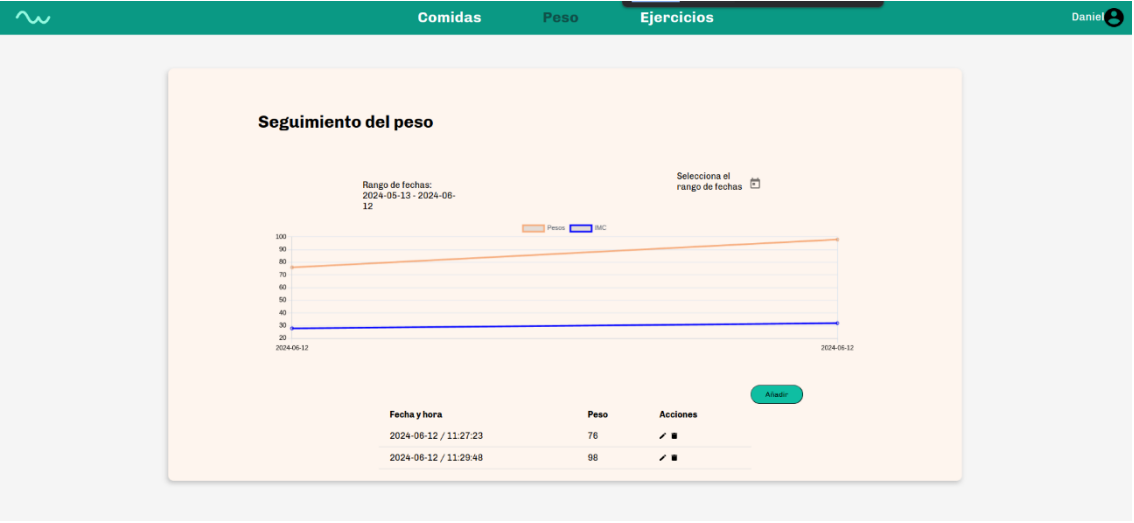 Comidas
Peso
Ejercicios
Daniel
Seguimiento del peso
Rango de fechas:
2024-05-13 - 2024-06-
12
Selecciona el
rango de fechas
Pesos
IMC
100
90
80
70
60
50
40
30
20
2024-06-12
2024-06-12
Añadir
Fecha y hora
Peso
Acciones
2024-06-12 / 11:27:23
76
2024-06-12 / 11:29:48
98